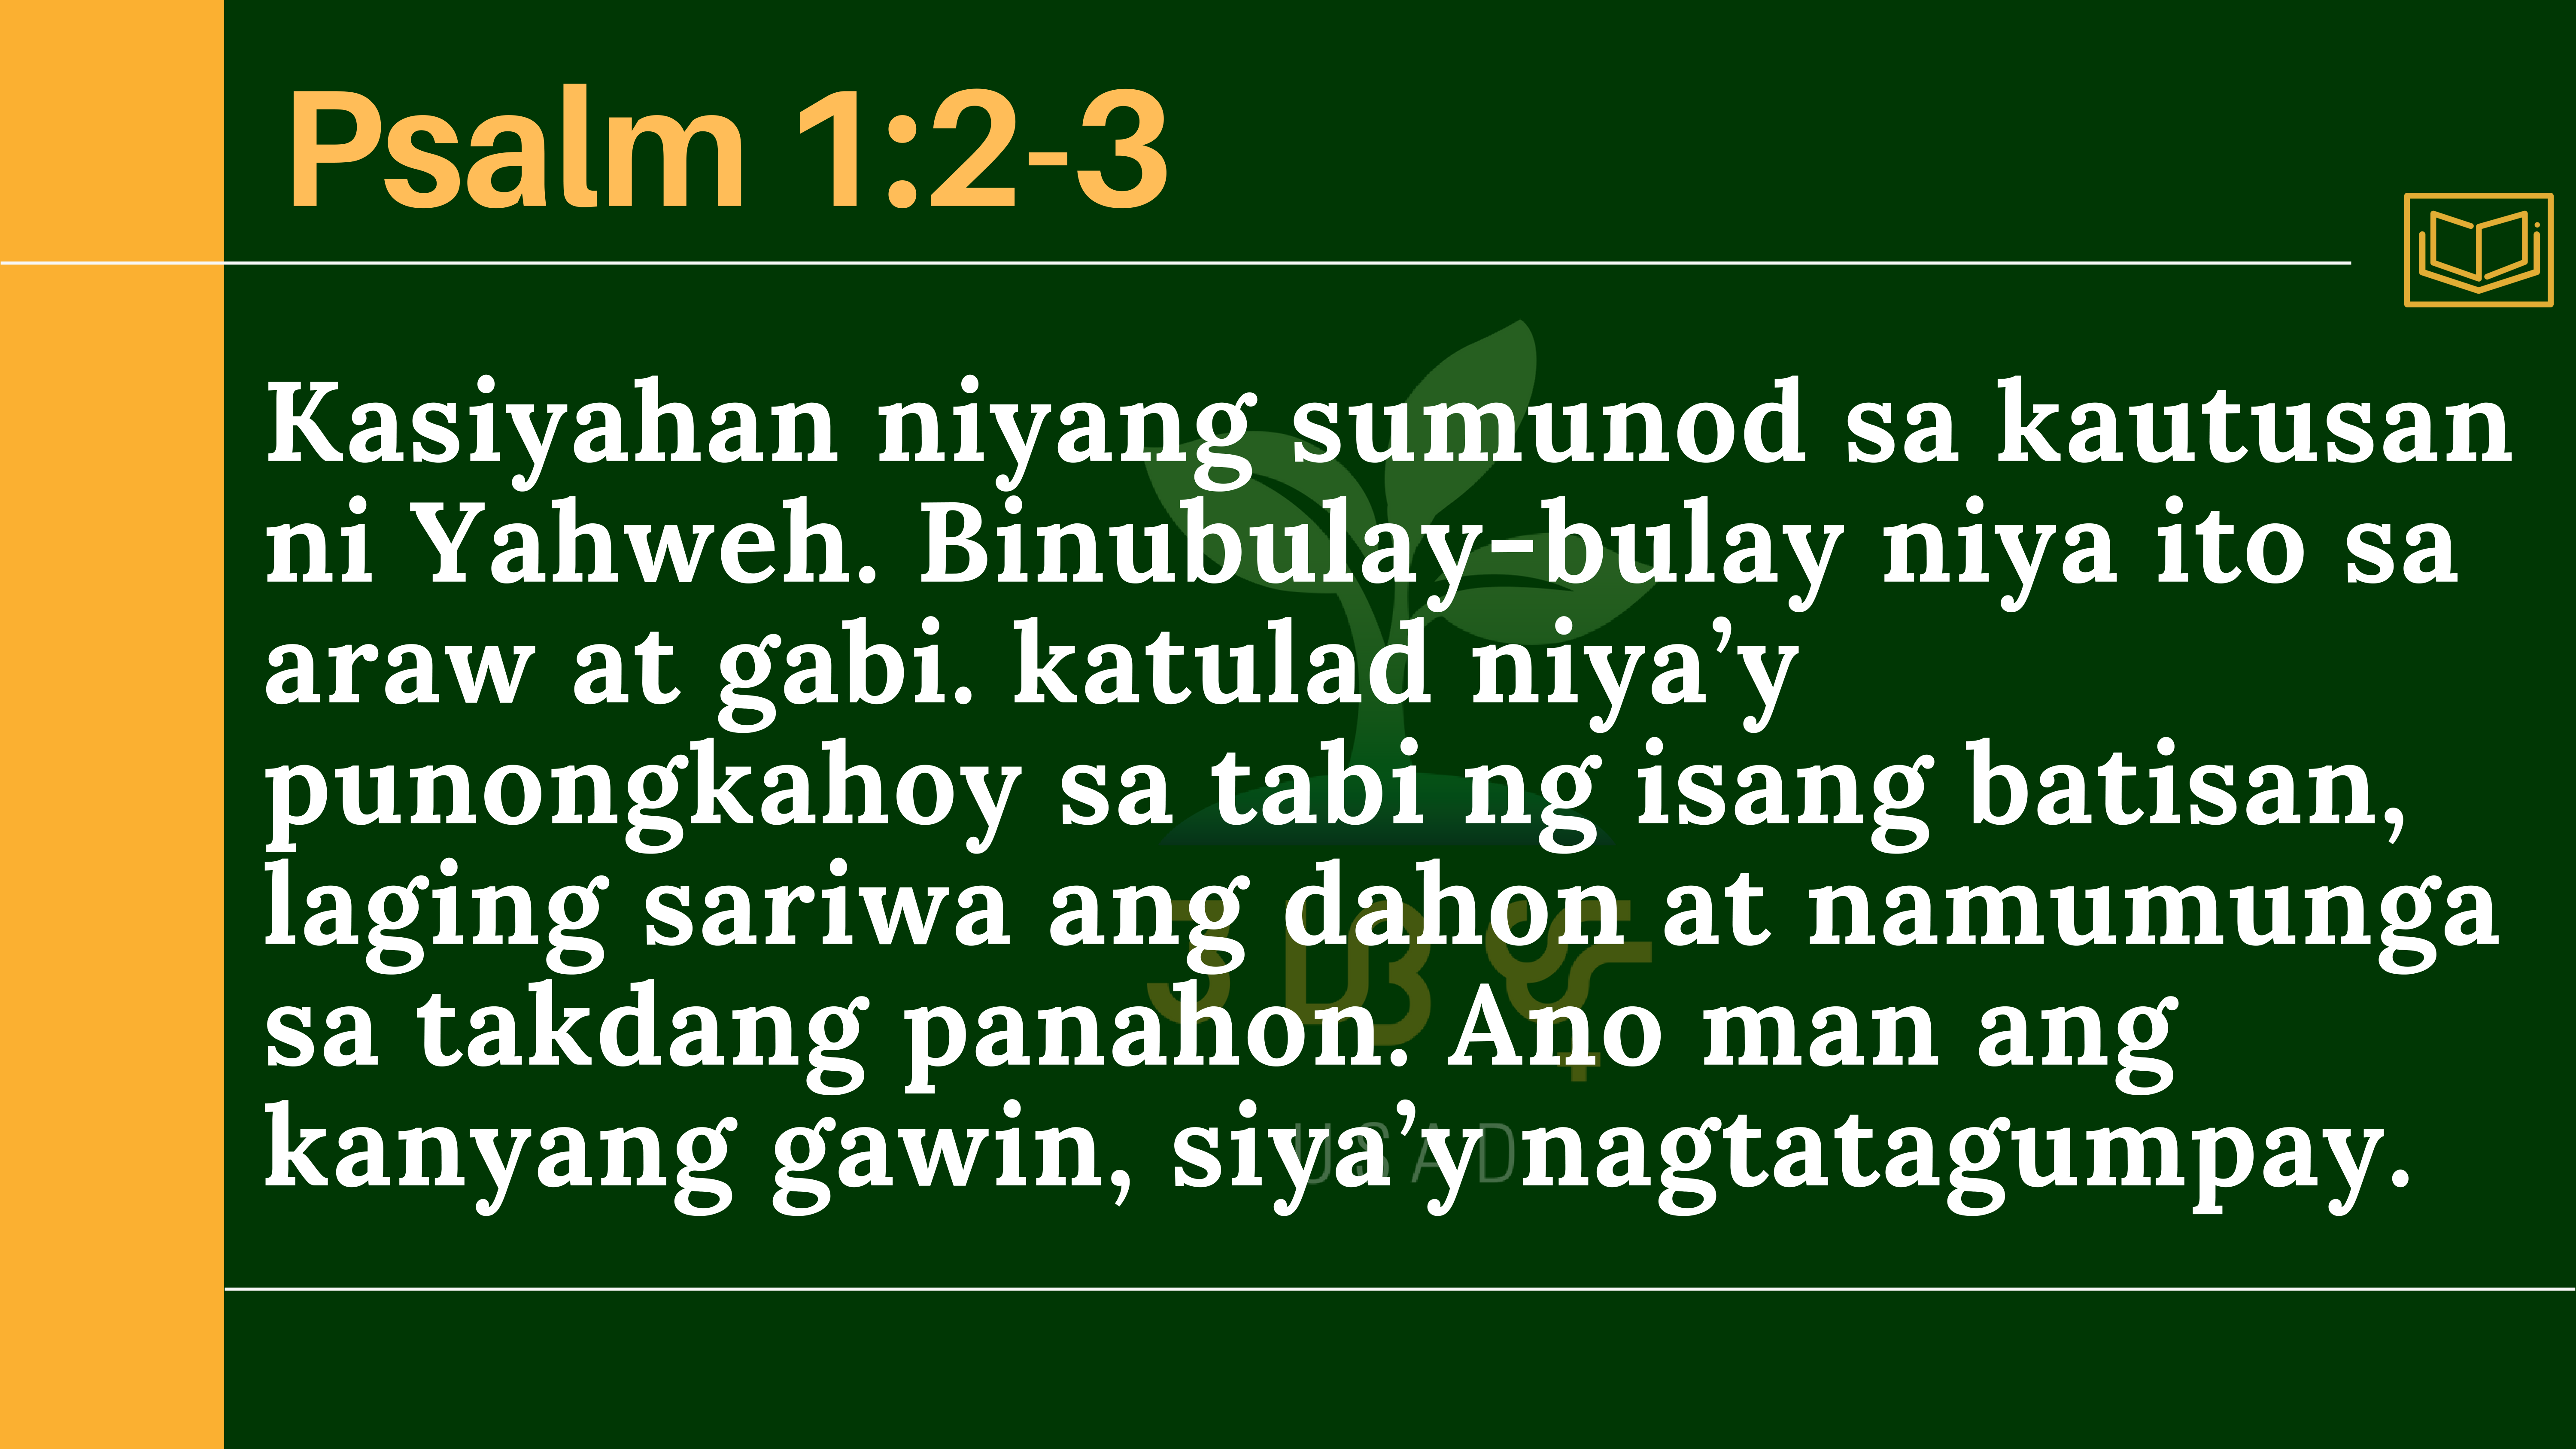 Psalm 1:2-3
Kasiyahan niyang sumunod sa kautusan
ni Yahweh. Binubulay-bulay niya ito sa
araw at gabi. katulad niya’y
punongkahoy sa tabi ng isang batisan,
laging sariwa ang dahon at namumunga
sa takdang panahon. Ano man ang
kanyang gawin, siya’y nagtatagumpay.
USAD